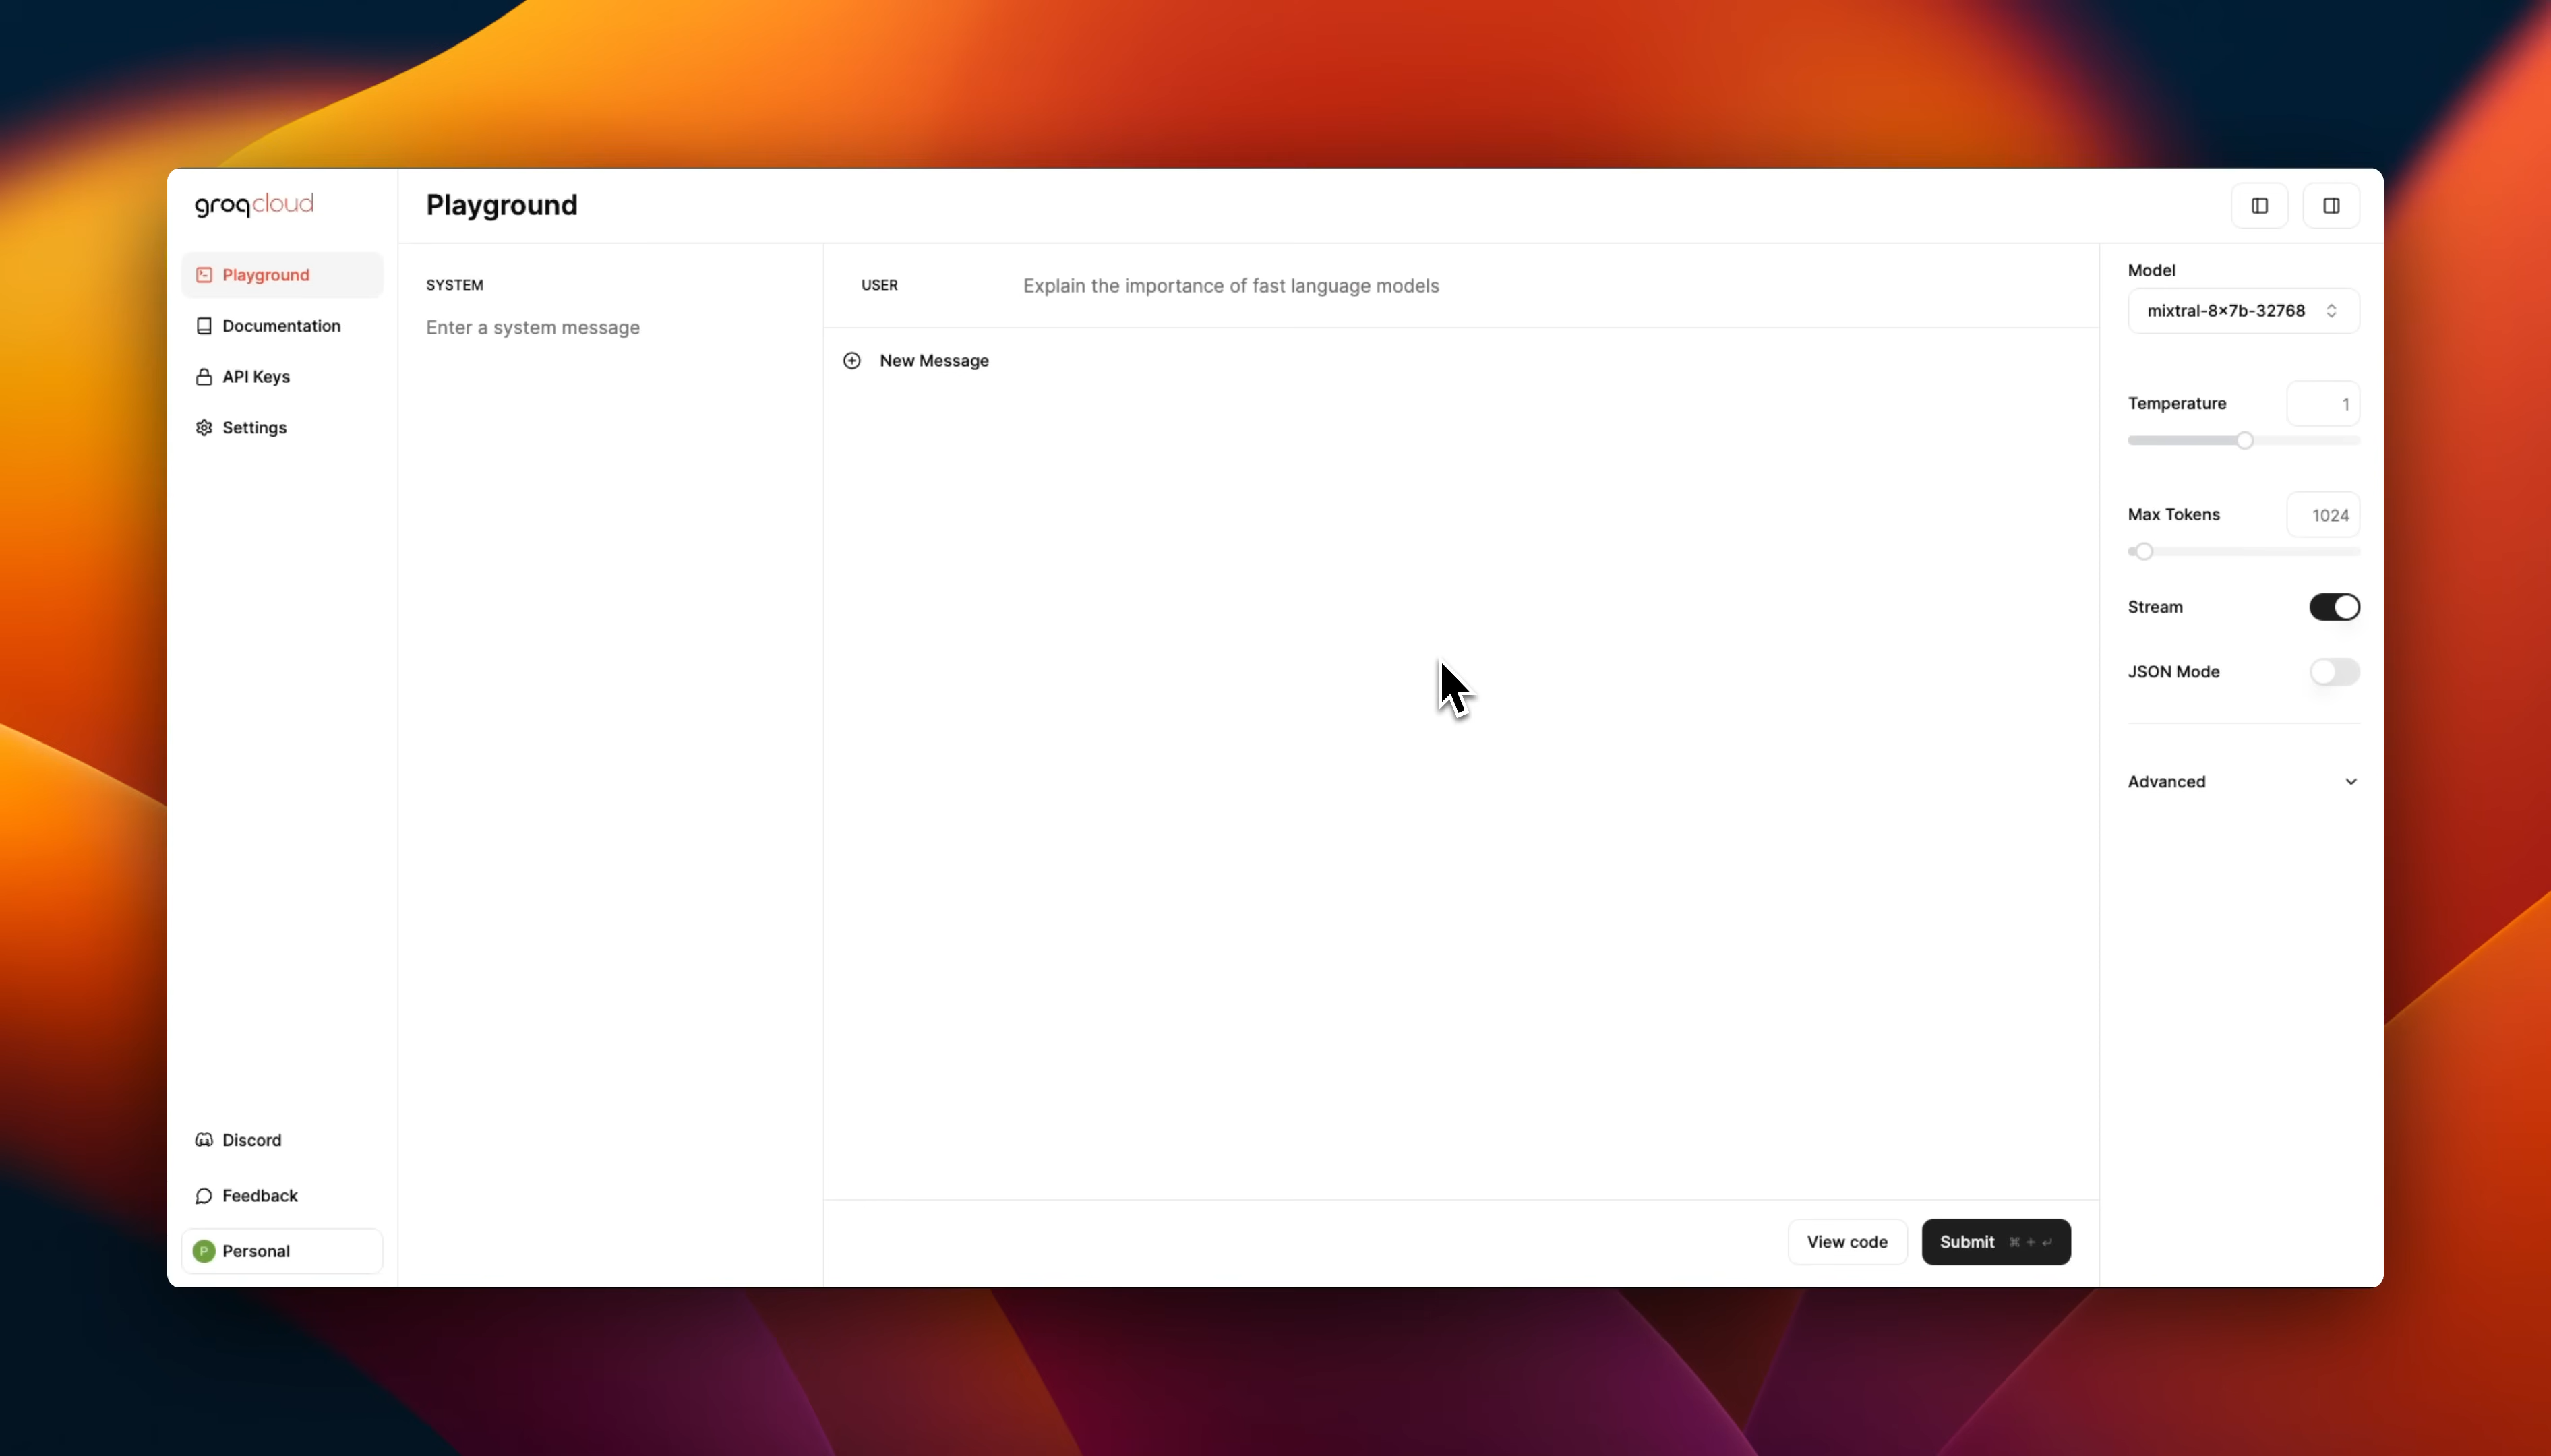 groqcloud
Playground
Playground
Documentation
API Keys
Settings
Discord
Feedback
P Personal
SYSTEM
Enter a system message
USER Explain the importance of fast language models
New Message
View code
Submit ⌘ + ↵
Model
mixtral-8×7b-32768
Temperature 1
Max Tokens 1024
Stream
JSON Mode
Advanced